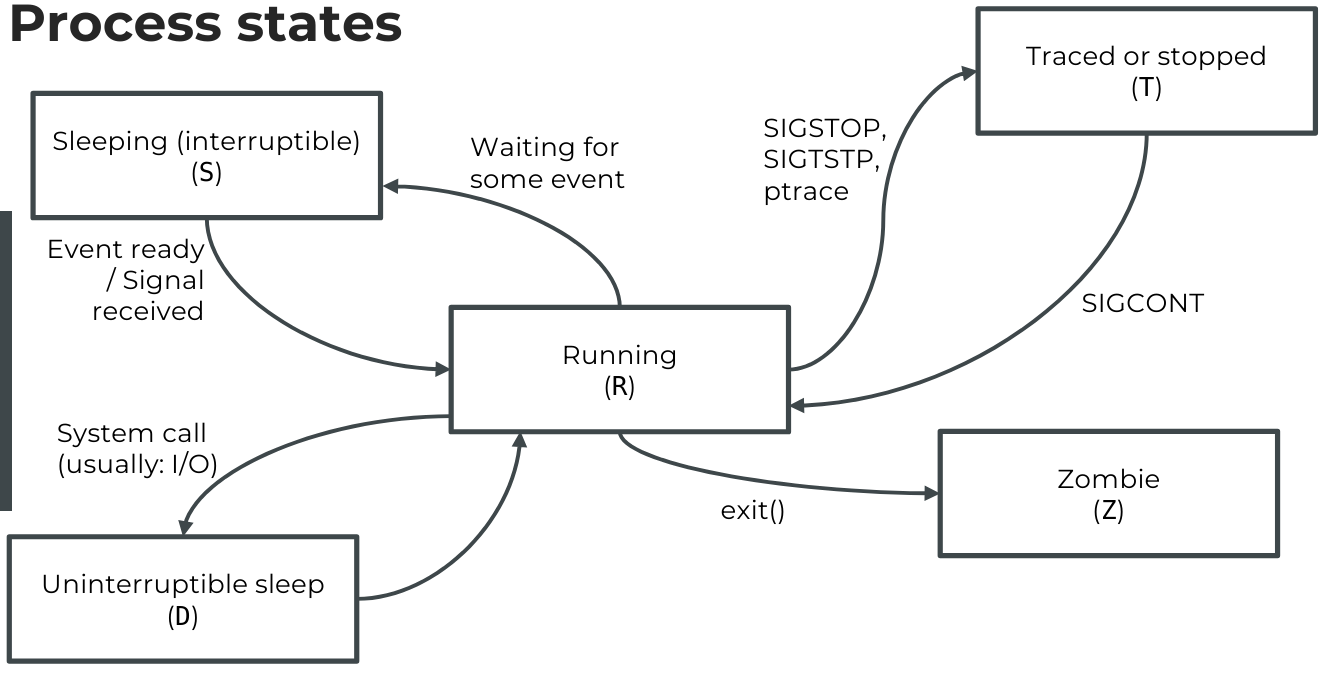 Process states
Sleeping (interruptible)
(S)
Waiting for
some event
SIGSTOP,
SIGTSTP,
ptrace
Traced or stopped
(T)
Event ready
/ Signal
received
SIGCONT
Running
(R)
System call
(usually: I/O)
exit()
Zombie
(Z)
Uninterruptible sleep
(D)